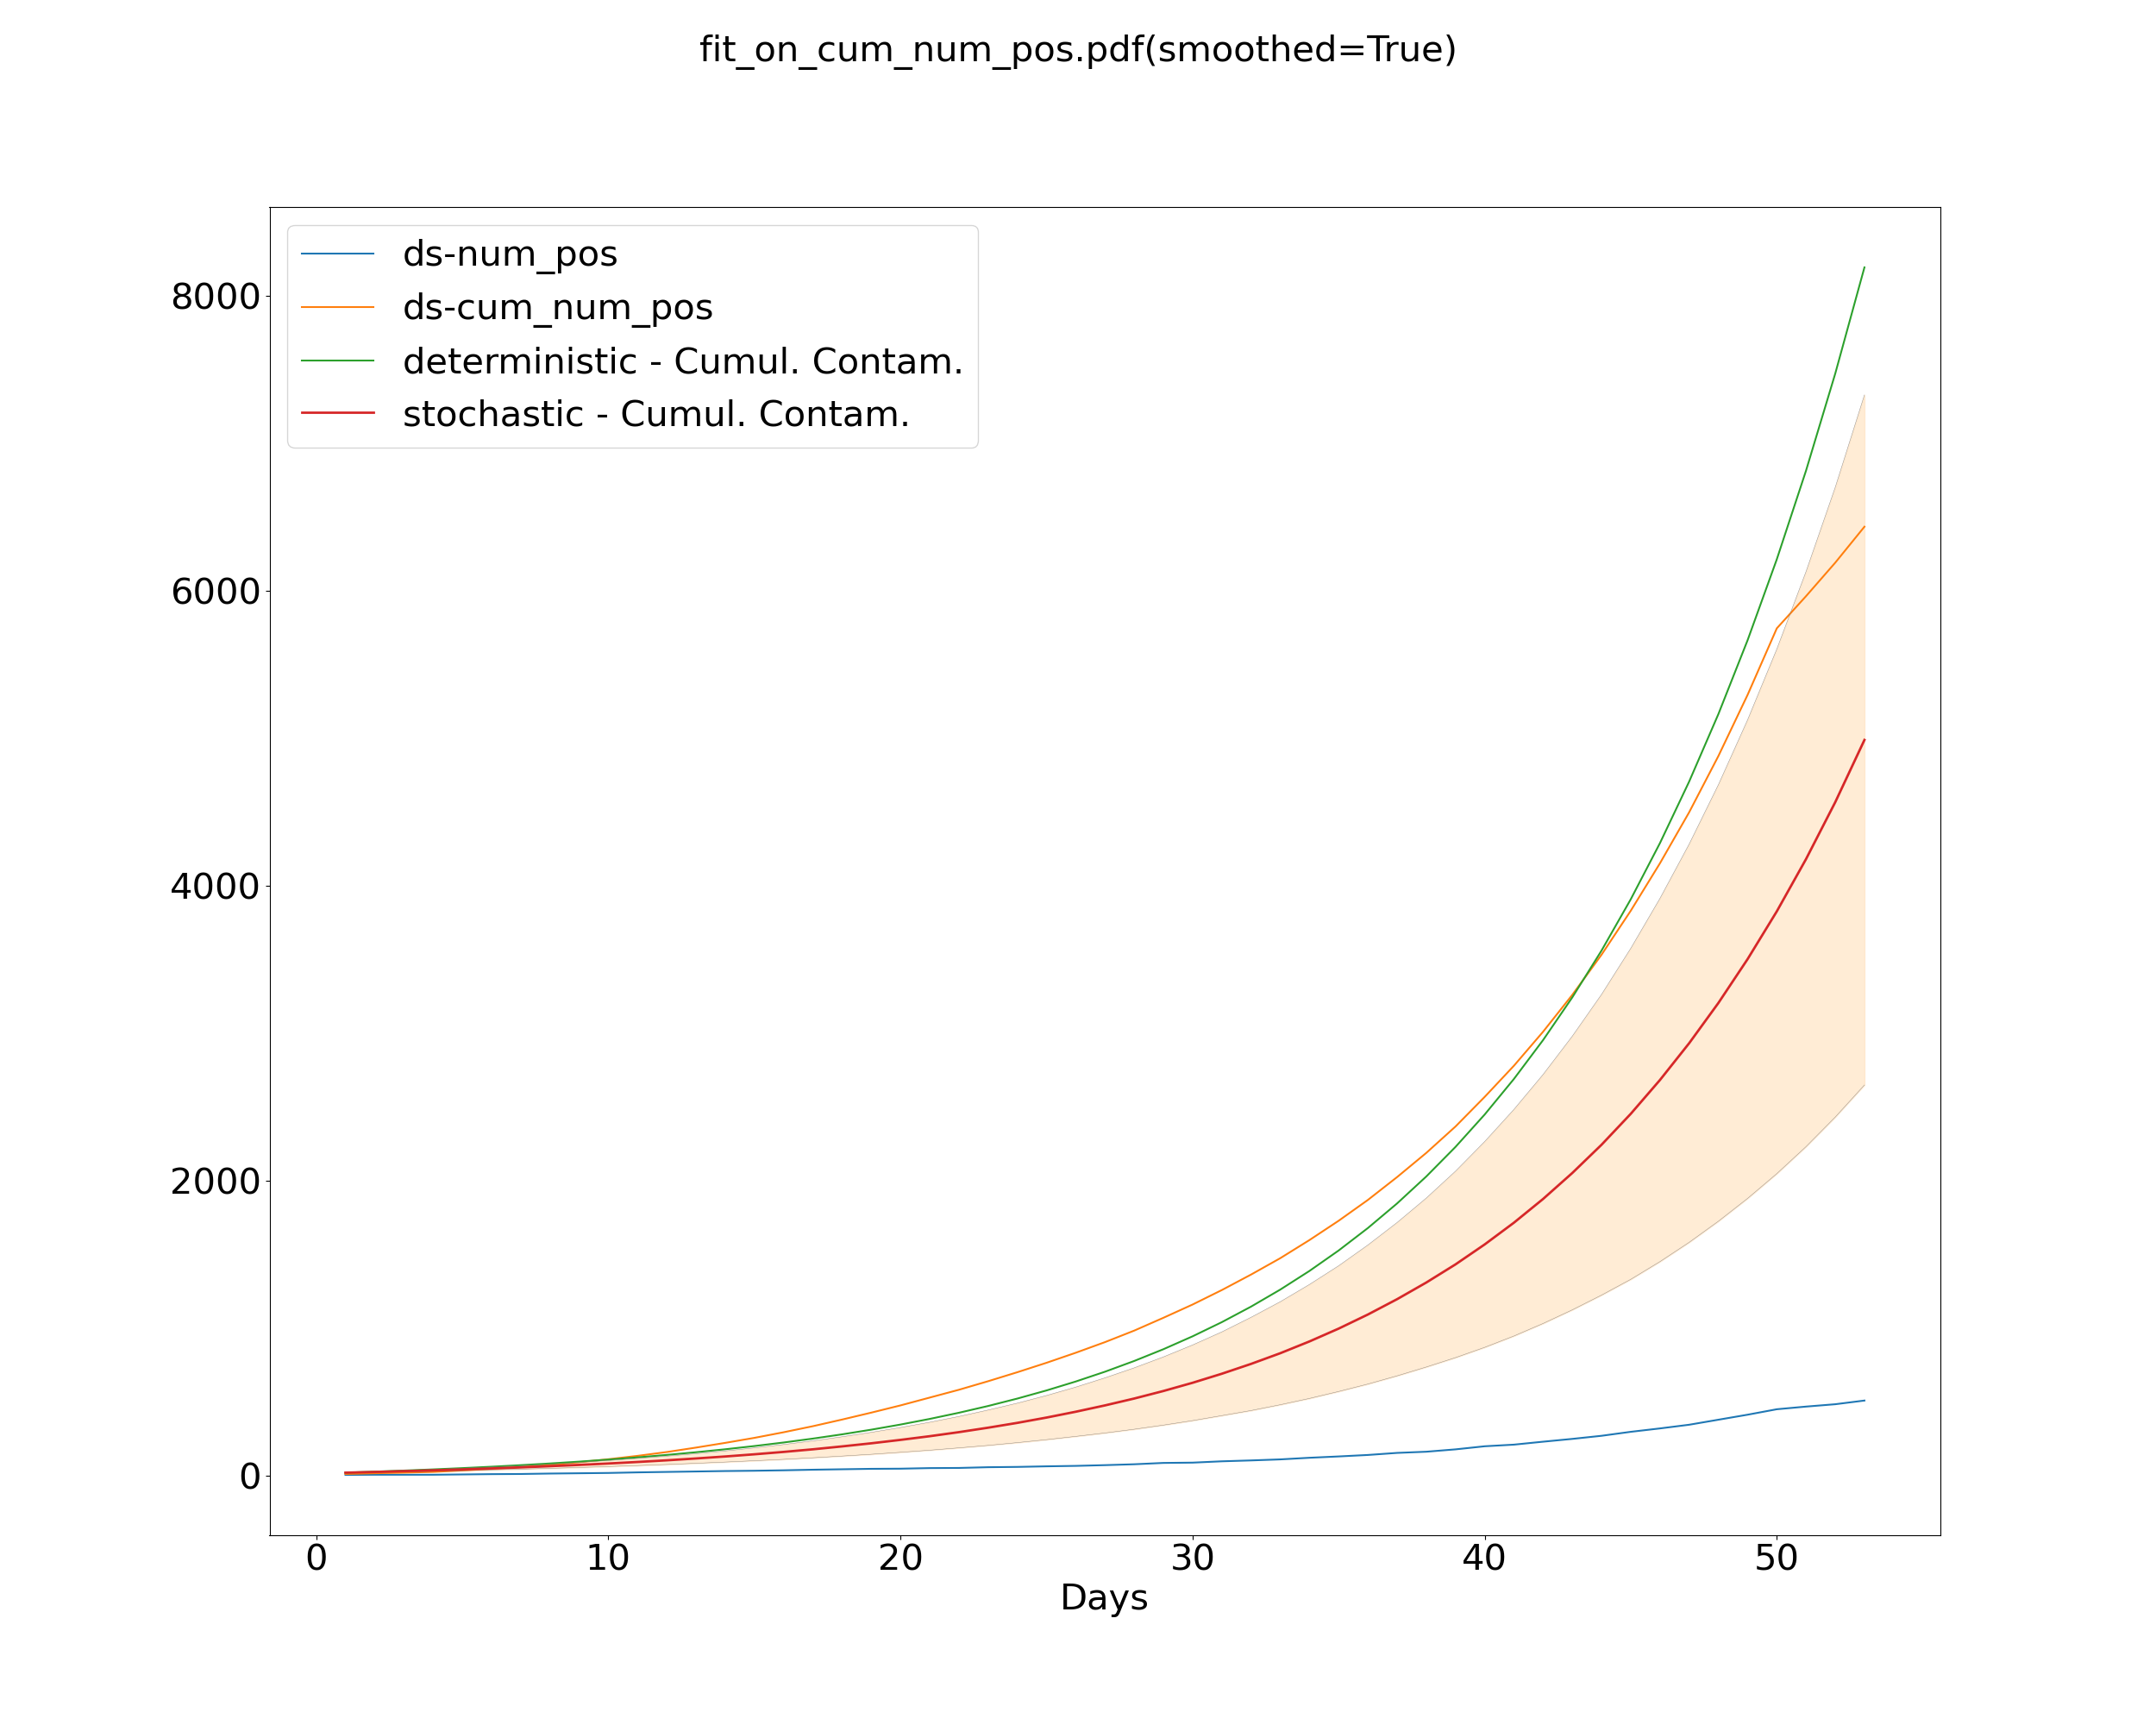 fit_on_cum_num_pos.pdf(smoothed=True)
ds-num_pos
ds-cum_num_pos
deterministic - Cumul. Contam.
stochastic - Cumul. Contam.
8000
6000
4000
2000
0
0 10 20 30 40 50
Days